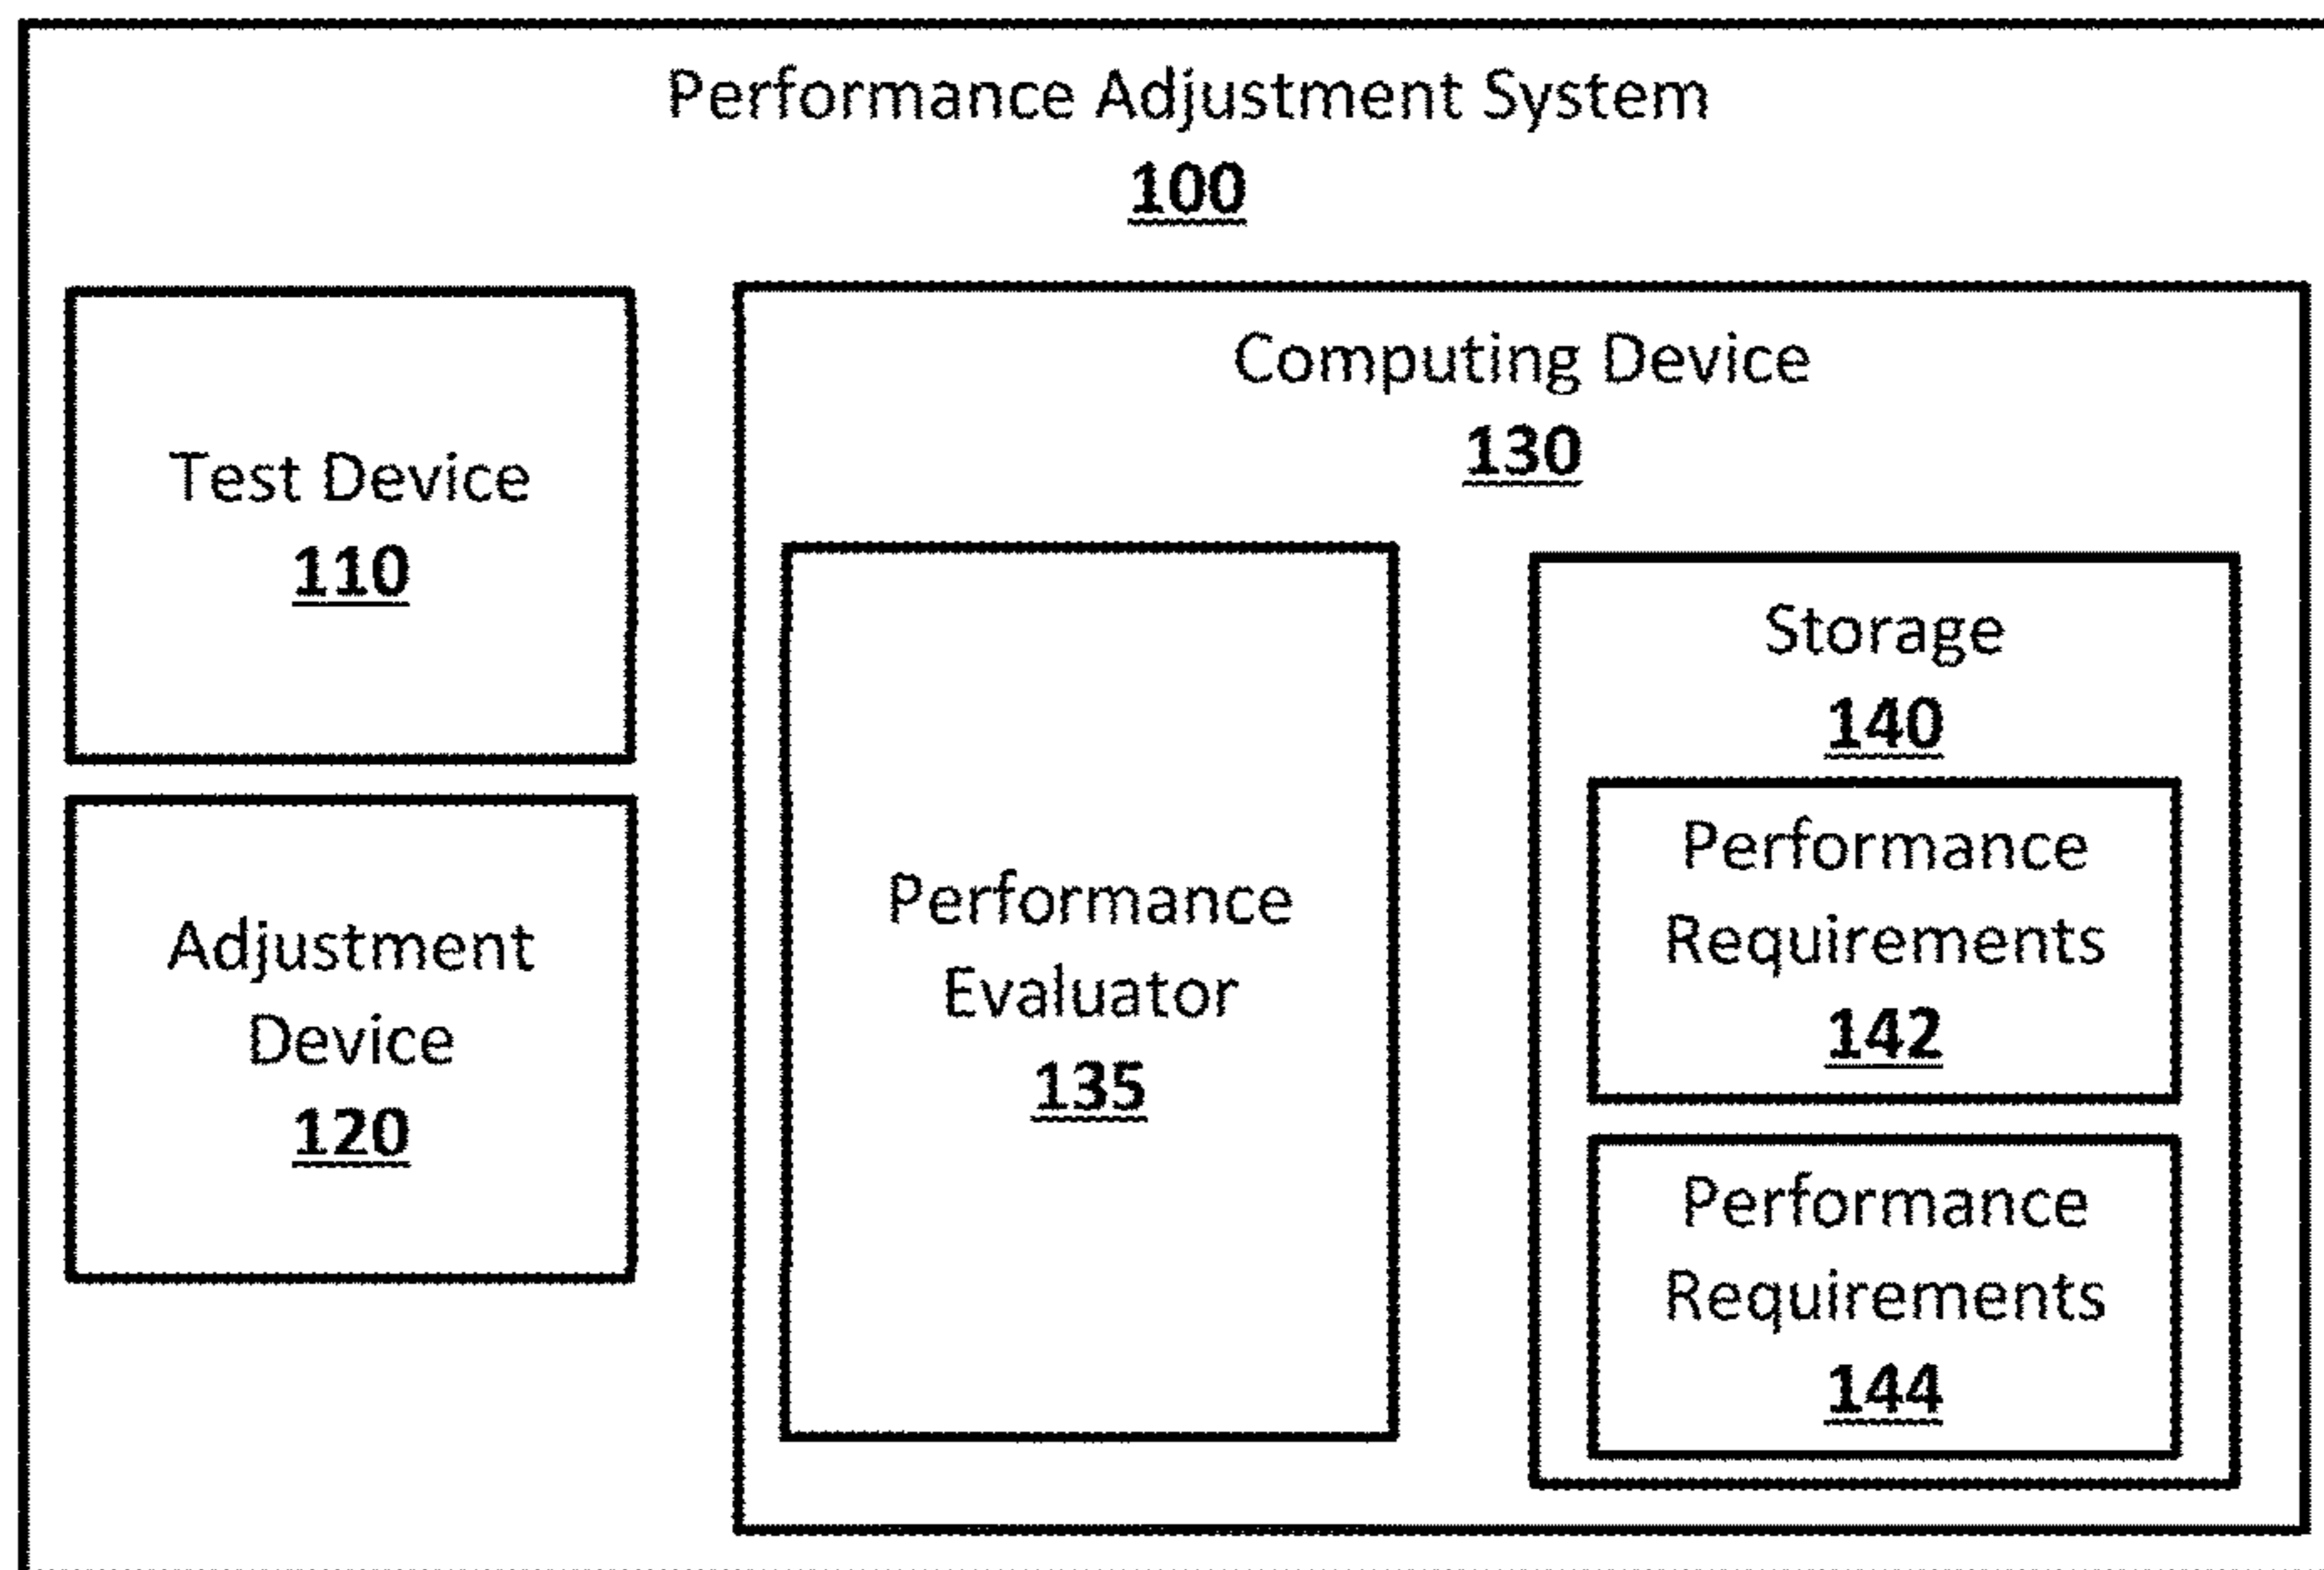 Performance Adjustment System
100
Test Device
110
Adjustment
Device
120
Computing Device
130
Performance
Evaluator
135
Storage
140
Performance
Requirements
142
Performance
Requirements
144